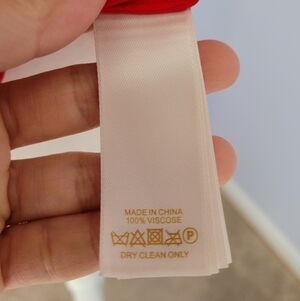 MADE IN CHINA
100% VISCOSE
P
DRY CLEAN ONLY